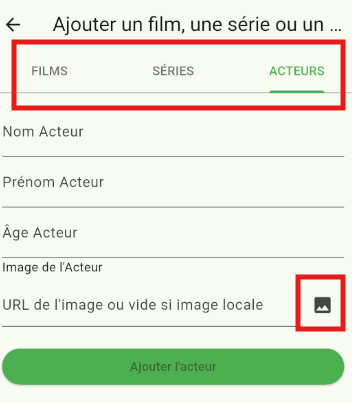 Ajouter un film, une série ou un ...
FILMS SÉRIES ACTEURS
Nom Acteur
Prénom Acteur
Âge Acteur
Image de l'Acteur
URL de l'image ou vide si image locale
Ajouter l'acteur